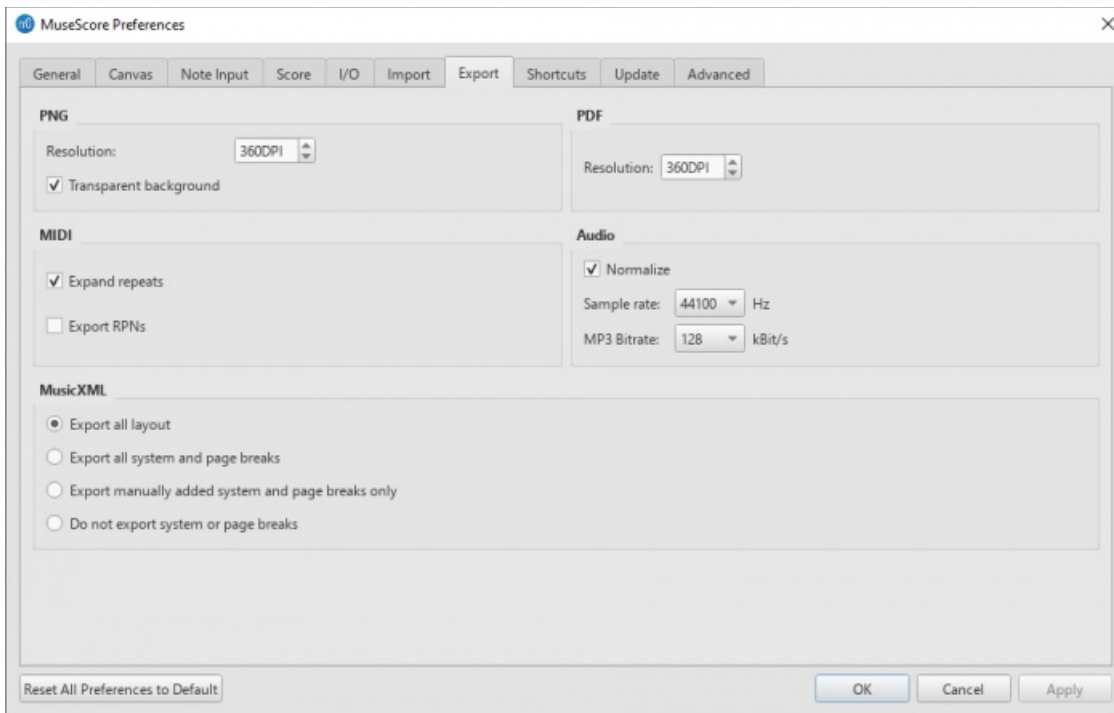 MuseScore Preferences
General Canvas Note Input Score I/O Import Export Shortcuts Update Advanced
PNG
Resolution: 360DPI
Transparent background
PDF
Resolution: 360DPI
MIDI
Expand repeats
Export RPNs
Audio
Normalize
Sample rate: 44100 Hz
MP3 Bitrate: 128 kBit/s
MusicXML
Export all layout
Export all system and page breaks
Export manually added system and page breaks only
Do not export system or page breaks
Reset All Preferences to Default OK Cancel Apply